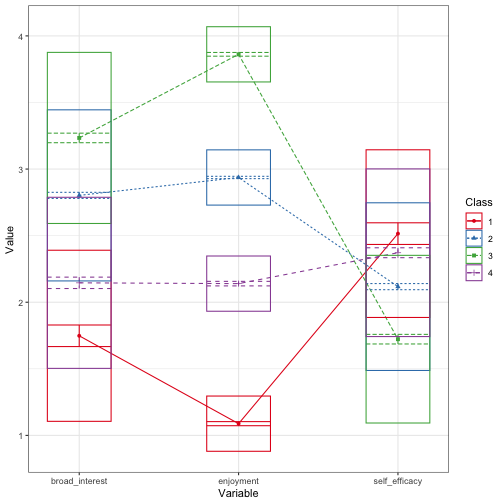 4
3
2
1
Value
broad_interest enjoyment self_efficacy
Variable
Class
1
2
3
4